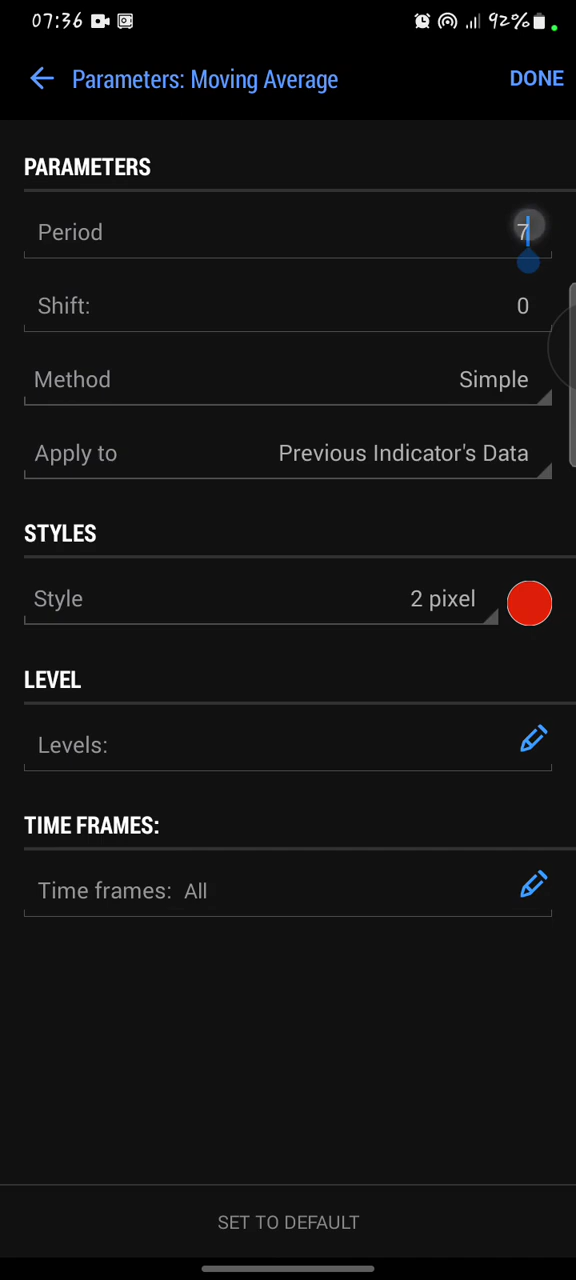 07:36 92%
Parameters: Moving Average DONE
PARAMETERS
Period 7
Shift: 0
Method Simple
Apply to Previous Indicator's Data
STYLES
Style 2 pixel
LEVEL
Levels:
TIME FRAMES:
Time frames: All
SET TO DEFAULT